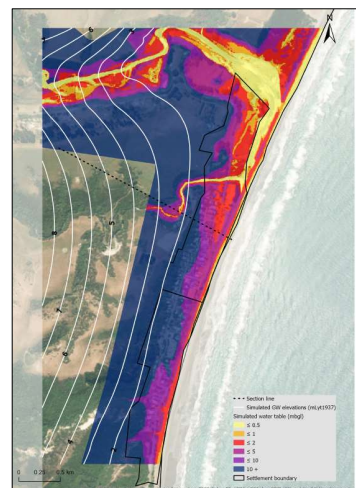 N
0 0.25 0.5 km
Section line
Simulated GW elevations (mLyt1937)
Simulated water table (mbgl)
≤ 0.5
≤ 1
≤ 2
≤ 5
≤ 10
10 +
Settlement boundary